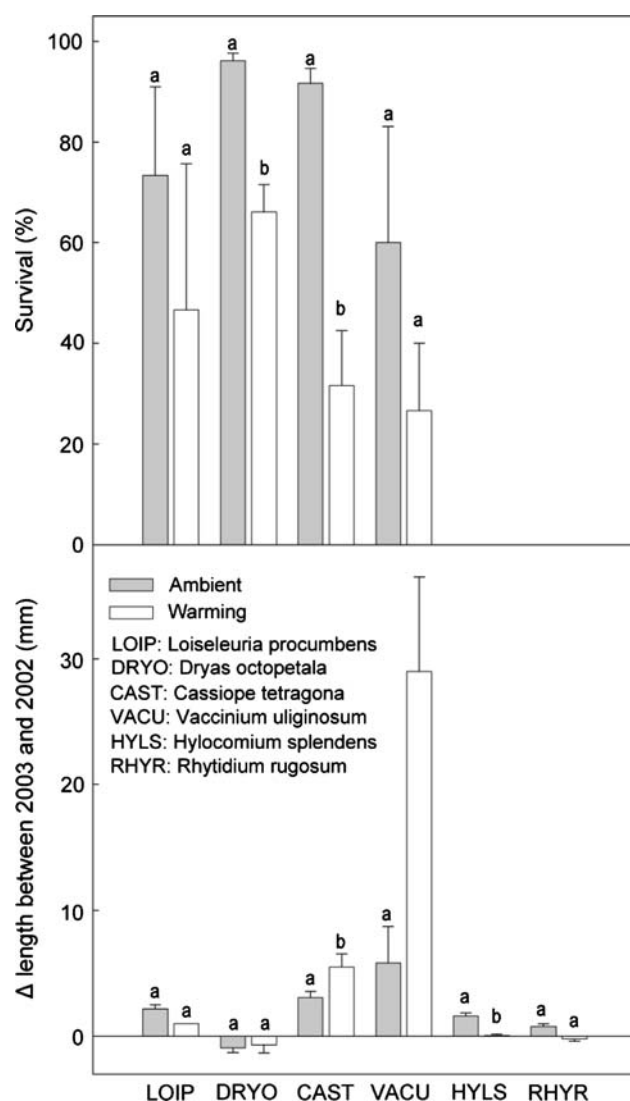 Survival (%)
100
80
60
40
20
0
a
a
a
b
a
b
a
a
Δ length between 2003 and 2002 (mm)
30
20
10
0
Ambient
Warming
LOIP: Loiseleuria procumbens
DRYO: Dryas octopetala
CAST: Cassiope tetragona
VACU: Vaccinium uliginosum
HYLS: Hylocomium splendens
RHYR: Rhytidium rugosum
a
a
a
a
a
b
a
a
b
a
a
LOIP DRYO CAST VACU HYLS RHYR